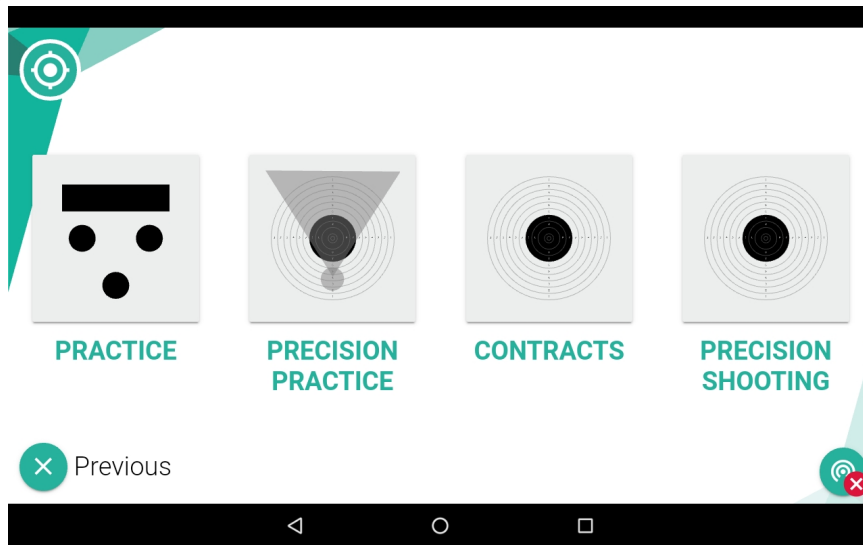 PRACTICE
PRECISION
PRACTICE
CONTRACTS
PRECISION
SHOOTING
Previous